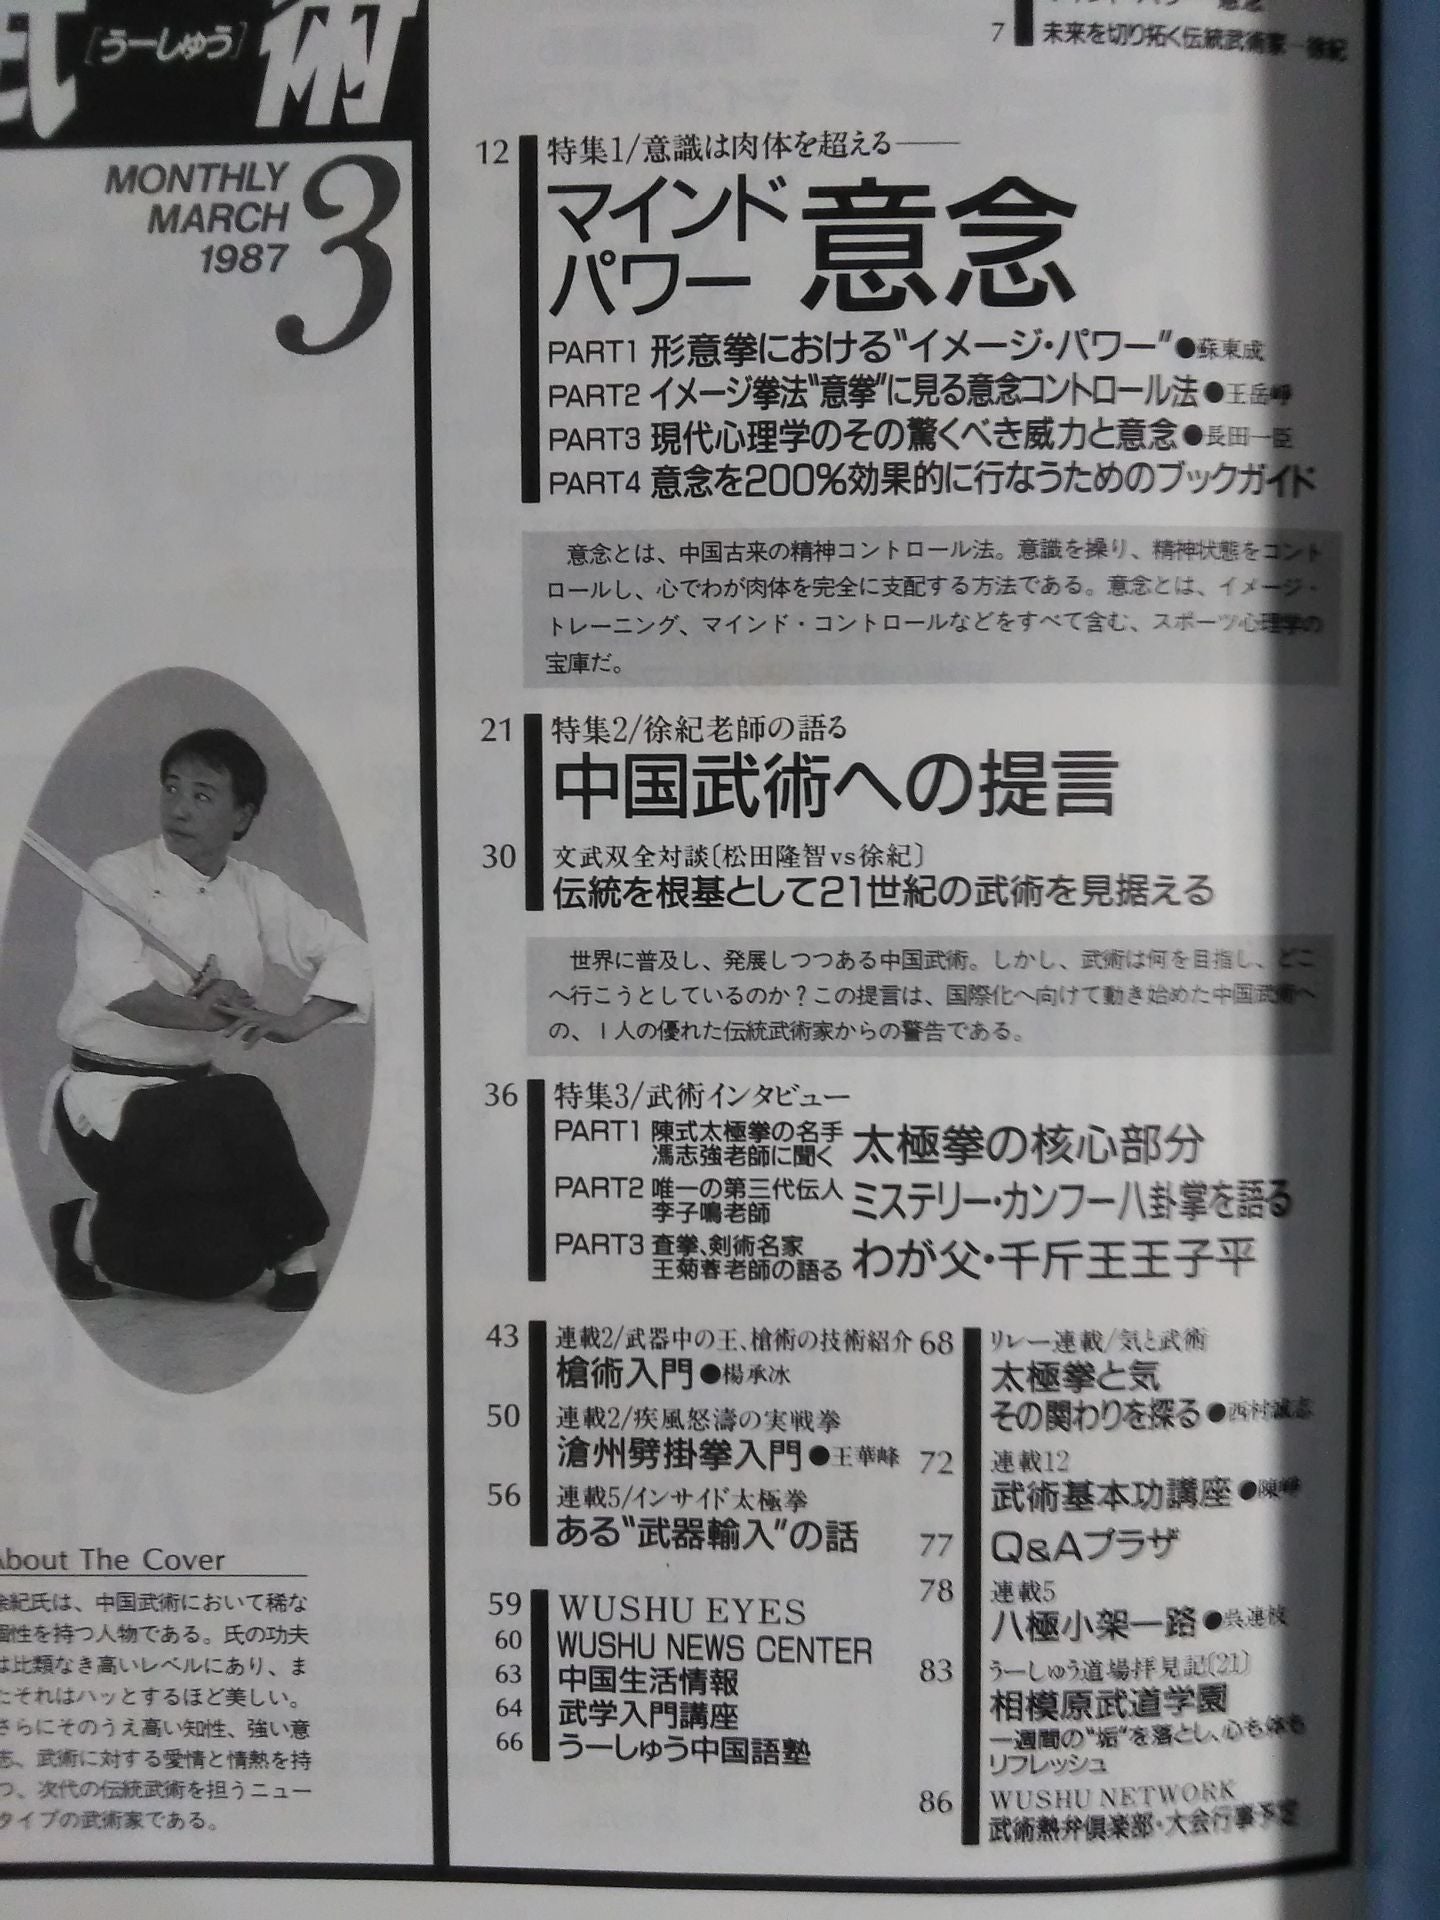 武術
[うーしゅう]
MONTHLY
MARCH
1987
3
7 未来を切り拓く伝統武術家―徐紀
12 特集1/意識は肉体を超える――
マインド
パワー
意念
PART1 形意拳における"イメージ・パワー"●蘇東成
PART2 イメージ拳法"意拳"に見る意念コントロール法●王岳
PART3 現代心理学のその驚くべき威力と意念●長田一臣
PART4 意念を200%効果的に行なうためのブックガイド
意念とは、中国古来の精神コントロール法。意識を操り、精神状態をコント
ロールし、心でわが肉体を完全に支配する方法である。意念とは、イメージ・
トレーニング、マインド・コントロールなどをすべて含む、スポーツ心理学の
宝庫だ。
21 特集2/徐紀老師の語る
中国武術への提言
30 文武双全対談〔松田隆智vs徐紀〕
伝統を根基として21世紀の武術を見据える
世界に普及し、発展しつつある中国武術。しかし、武術は何を目指し、どこ
へ行こうとしているのか?この提言は、国際化へ向けて動き始めた中国武術へ
の、1人の優れた伝統武術家からの警告である。
36 特集3/武術インタビュー
PART1 陳式太極拳の名手
馮志強老師に聞く
太極拳の核心部分
PART2 唯一の第三代伝人
李子鳴老師
ミステリー・カンフー八卦掌を語る
PART3 査拳、剣術名家
王菊蓉老師の語る
わが父・千斤王王子平
43 連載2/武器中の王、槍術の技術紹介
槍術入門●楊承冰
50 連載2/疾風怒濤の実戦拳
滄州劈掛拳入門●王華峰
56 連載5/インサイド太極拳
ある"武器輸入"の話
59 WUSHU EYES
60 WUSHU NEWS CENTER
63 中国生活情報
64 武学入門講座
66 うーしゅう中国語塾
68 リレー連載/気と武術
太極拳と気
その関わりを探る●西村誠志
72 連載12
武術基本功講座●陳崢
77 Q&Aプラザ
78 連載5
八極小架一路●呉連枝
83 うーしゅう道場拝見記〔21〕
相模原武道学園
一週間の"垢"を落とし、心も体も
リフレッシュ
86 WUSHU NETWORK
武術熱弁倶楽部・大会行事予定
About The Cover
徐紀氏は、中国武術において稀な
個性を持つ人物である。氏の功夫
は比類なき高いレベルにあり、ま
たそれはハッとするほど美しい。
さらにそのうえ高い知性、強い意
志、武術に対する愛情と情熱を持
つ、次代の伝統武術を担うニュー
タイプの武術家である。